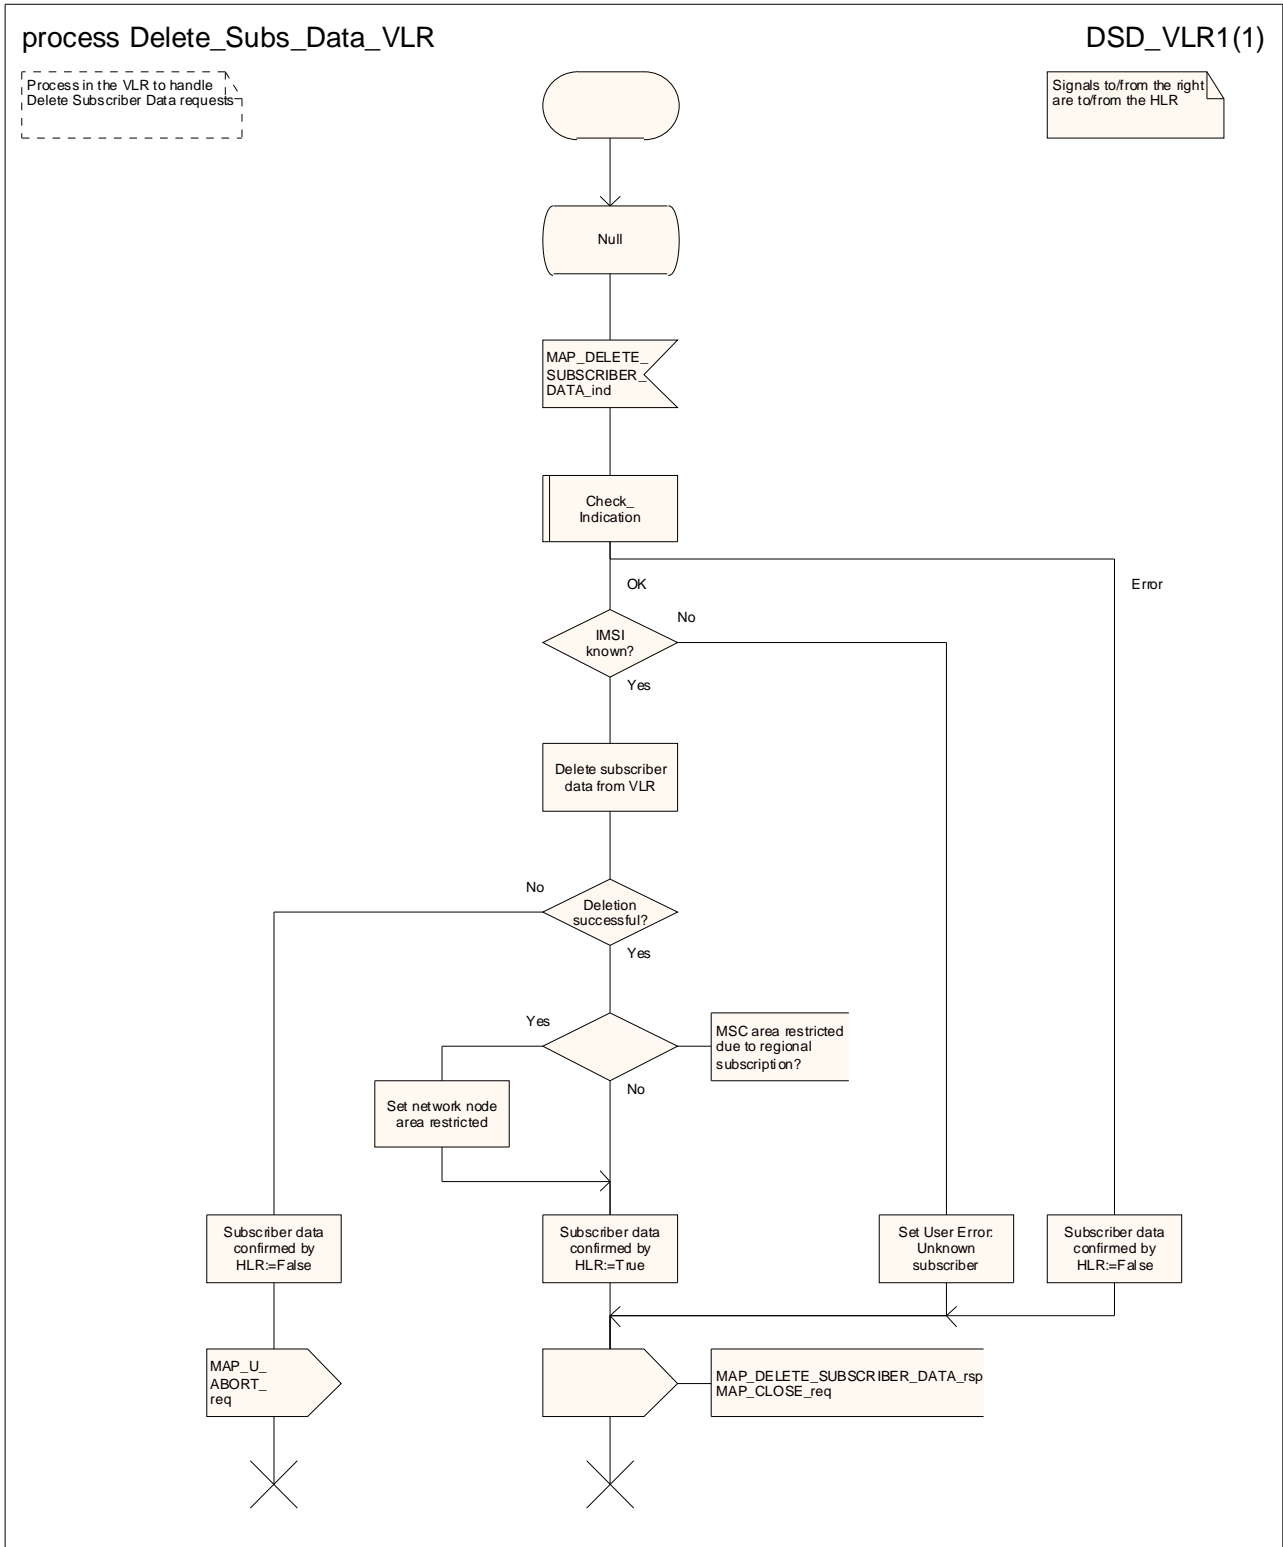 process Delete_Subs_Data_VLR
DSD_VLR1(1)
Process in the VLR to handle
Delete Subscriber Data requests
Signals to/from the right
are to/from the HLR
Null
MAP_DELETE_
SUBSCRIBER_
DATA_ind
Check_
Indication
OK
Error
IMSI
known?
No
Yes
Delete subscriber
data from VLR
No
Deletion
successful?
Yes
Yes
MSC area restricted
due to regional
subscription?
No
Set network node
area restricted
Subscriber data
confirmed by
HLR:=False
Subscriber data
confirmed by
HLR:=True
Set User Error:
Unknown
subscriber
Subscriber data
confirmed by
HLR:=False
MAP_U_
ABORT_
req
MAP_DELETE_SUBSCRIBER_DATA_rsp
MAP_CLOSE_req